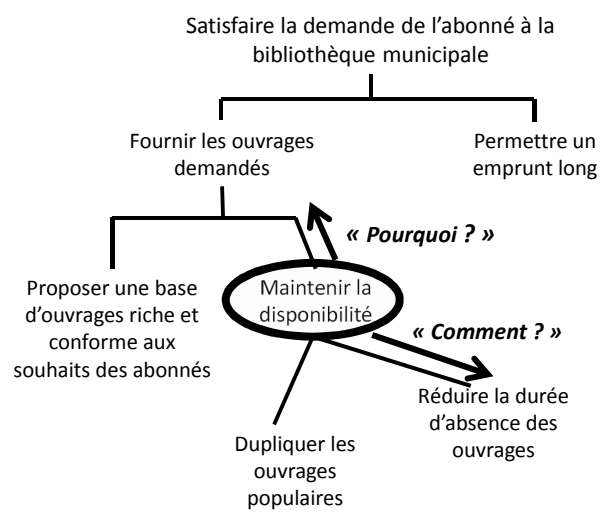 Satisfaire la demande de l’abonné à la
bibliothèque municipale
Fournir les ouvrages
demandés
Permettre un
emprunt long
« Pourquoi ? »
Proposer une base
d’ouvrages riche et
conforme aux
souhaits des abonnés
Maintenir la
disponibilité
« Comment ? »
Réduire la durée
d’absence des
ouvrages
Dupliquer les
ouvrages
populaires